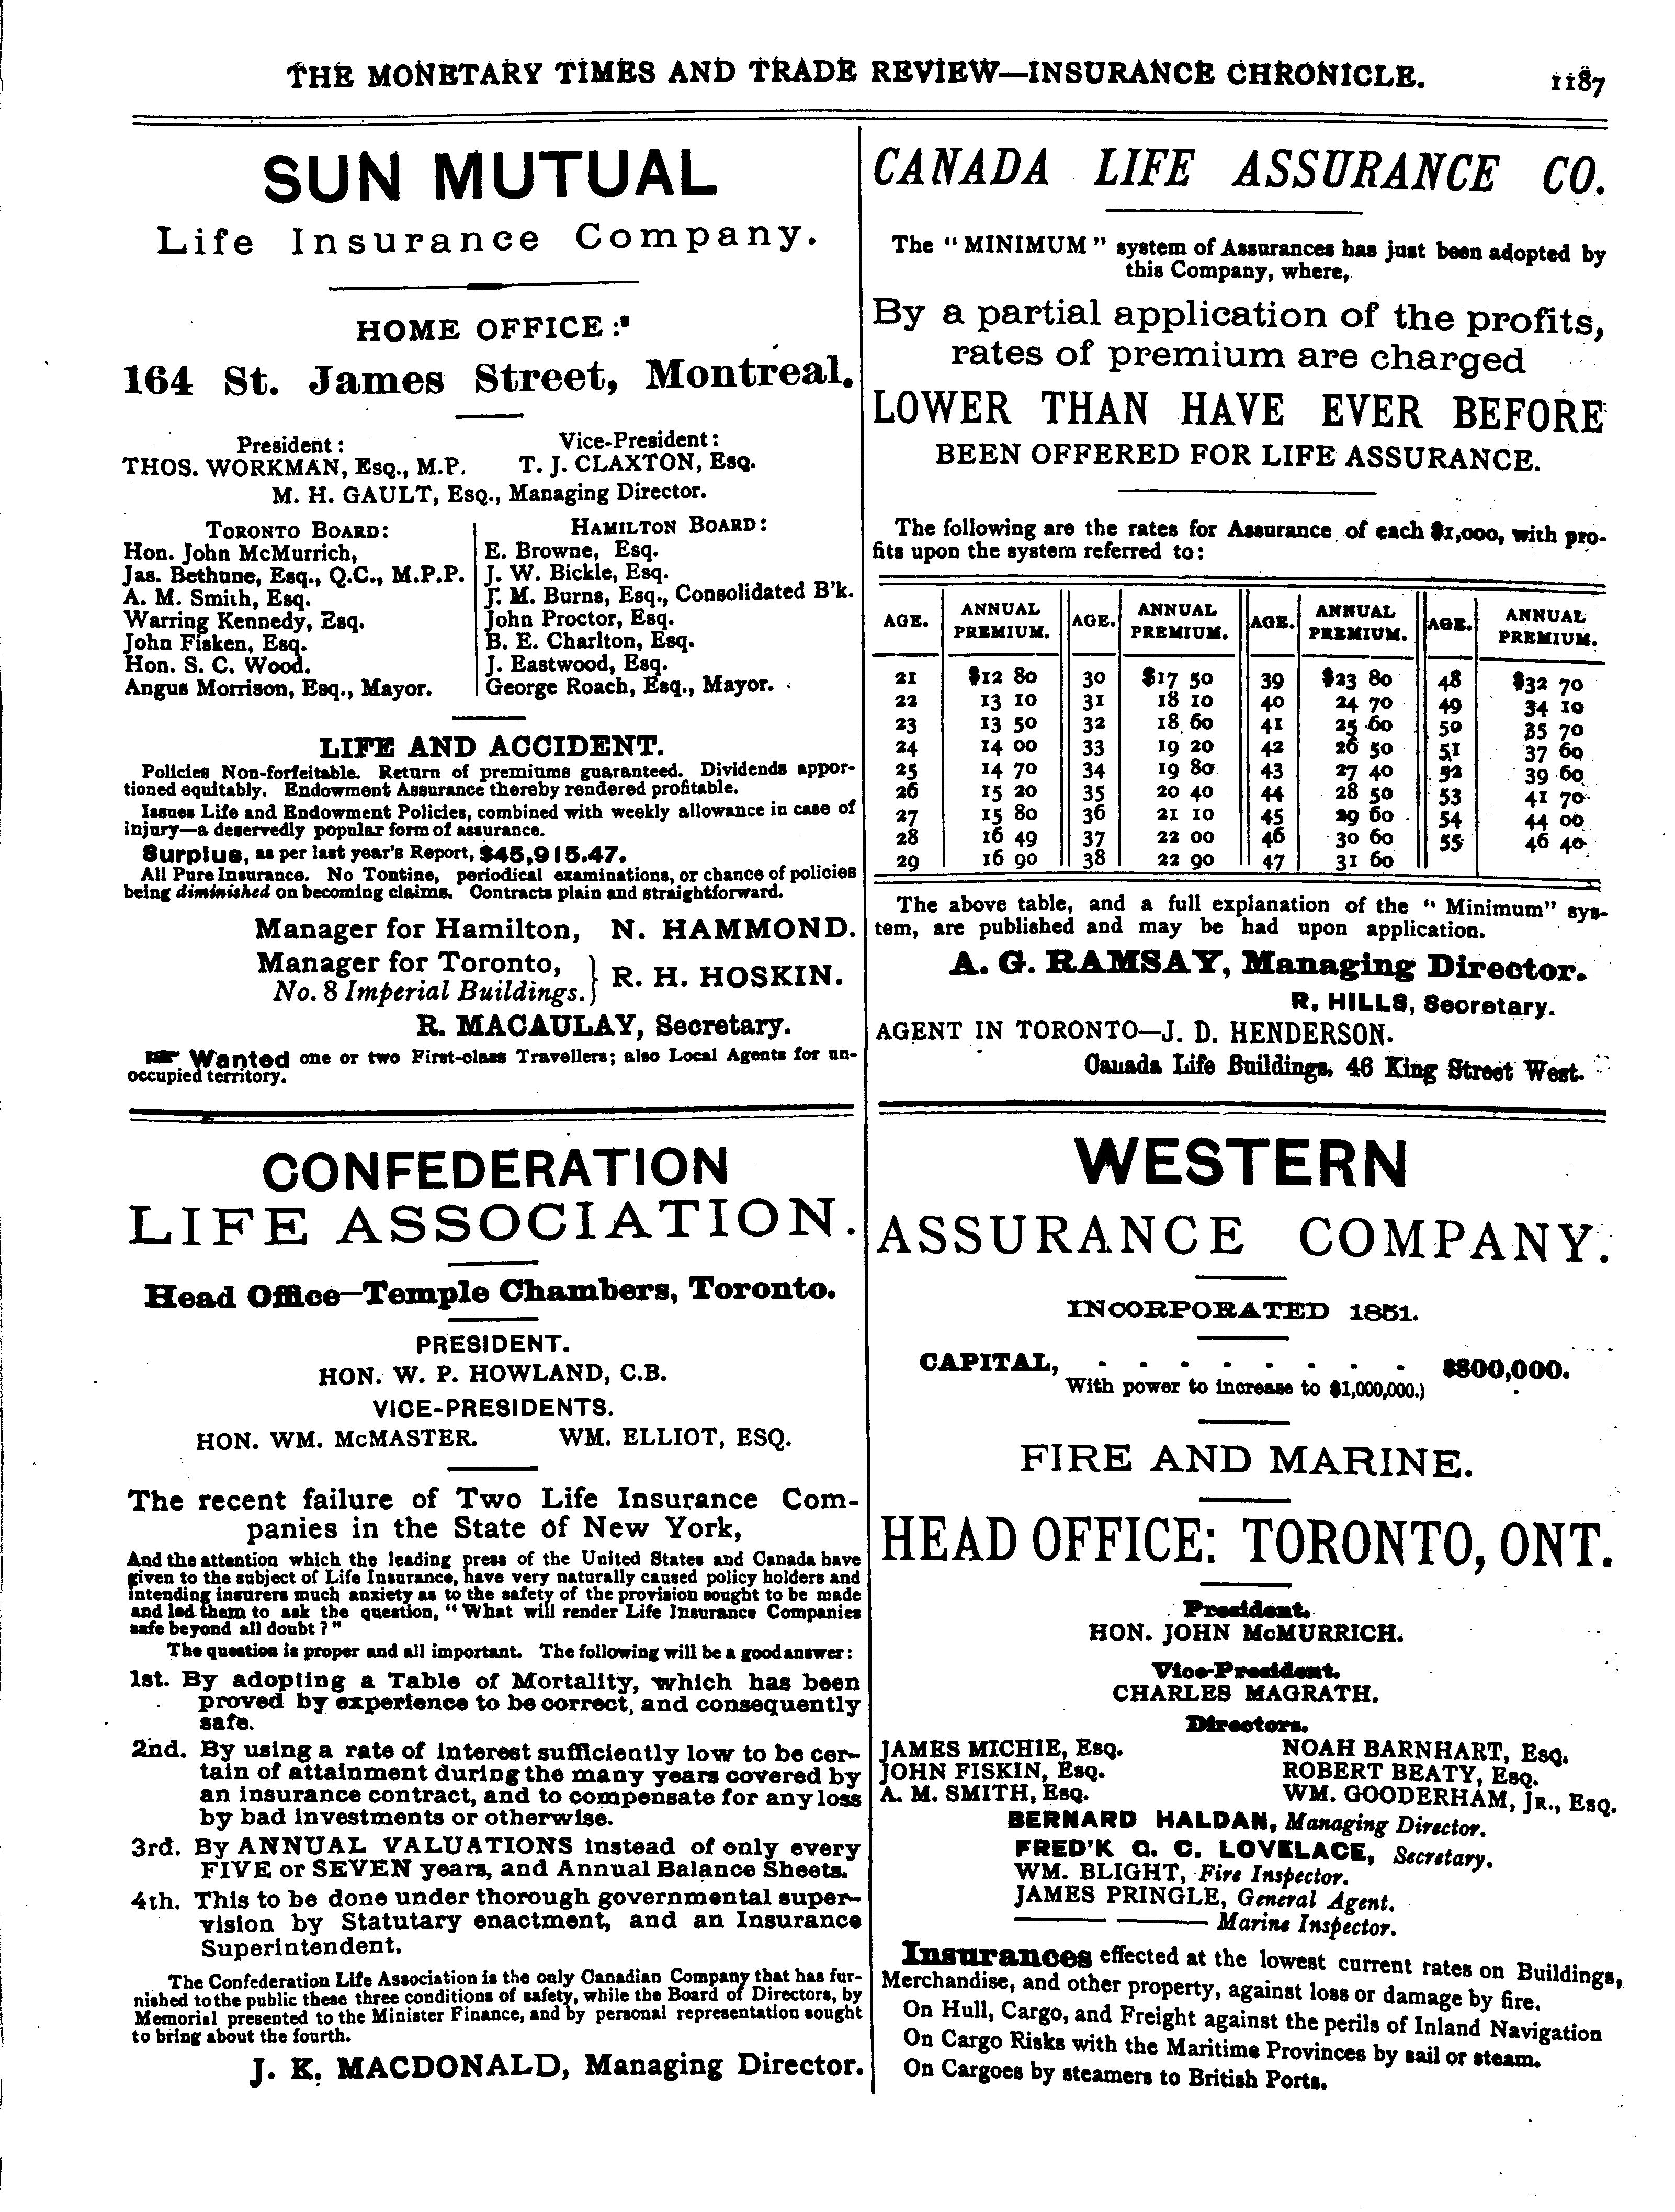 THE MONETARY TIMES AND TRADE REVIEW—INSURANCE CHRONICLE. 1187
SUN MUTUAL
Life Insurance Company.
HOME OFFICE:
164 St. James Street, Montreal.
President: Vice-President:
THOS. WORKMAN, Esq., M.P. T. J. CLAXTON, Esq.
M. H. GAULT, Esq., Managing Director.
TORONTO BOARD:
Hon. John McMurrich,
Jas. Bethune, Esq., Q.C., M.P.P.
A. M. Smith, Esq.
Warring Kennedy, Esq.
John Fisken, Esq.
Hon. S. C. Wood.
Angus Morrison, Esq., Mayor.
HAMILTON BOARD:
E. Browne, Esq.
J. W. Bickle, Esq.
J. M. Burns, Esq., Consolidated B'k.
John Proctor, Esq.
B. E. Charlton, Esq.
J. Eastwood, Esq.
George Roach, Esq., Mayor.
LIFE AND ACCIDENT.
Policies Non-forfeitable. Return of premiums guaranteed. Dividends appor-
tioned equitably. Endowment Assurance thereby rendered profitable.
Issues Life and Endowment Policies, combined with weekly allowance in case of
injury—a deservedly popular form of assurance.
Surplus, as per last year's Report, $45,915.47.
All Pure Insurance. No Tontine, periodical examinations, or chance of policies
being diminished on becoming claims. Contracts plain and straightforward.
Manager for Hamilton, N. HAMMOND.
Manager for Toronto,
No. 8 Imperial Buildings. } R. H. HOSKIN.
R. MACAULAY, Secretary.
☞ Wanted one or two First-class Travellers; also Local Agents for un-
occupied territory.
CONFEDERATION
LIFE ASSOCIATION.
Head Office—Temple Chambers, Toronto.
PRESIDENT.
HON. W. P. HOWLAND, C.B.
VICE-PRESIDENTS.
HON. WM. McMASTER. WM. ELLIOT, ESQ.
The recent failure of Two Life Insurance Com-
panies in the State of New York,
And the attention which the leading press of the United States and Canada have
given to the subject of Life Insurance, have very naturally caused policy holders and
intending insurers much anxiety as to the safety of the provision sought to be made
and led them to ask the question, "What will render Life Insurance Companies
safe beyond all doubt?"
The question is proper and all important. The following will be a good answer:
1st. By adopting a Table of Mortality, which has been
proved by experience to be correct, and consequently
safe.
2nd. By using a rate of interest sufficiently low to be cer-
tain of attainment during the many years covered by
an insurance contract, and to compensate for any loss
by bad investments or otherwise.
3rd. By ANNUAL VALUATIONS instead of only every
FIVE or SEVEN years, and Annual Balance Sheets.
4th. This to be done under thorough governmental super-
vision by Statutary enactment, and an Insurance
Superintendent.
The Confederation Life Association is the only Canadian Company that has fur-
nished to the public these three conditions of safety, while the Board of Directors, by
Memorial presented to the Minister Finance, and by personal representation sought
to bring about the fourth.
J. K. MACDONALD, Managing Director.
CANADA LIFE ASSURANCE CO.
The "MINIMUM" system of Assurances has just been adopted by
this Company, where,
By a partial application of the profits,
rates of premium are charged
LOWER THAN HAVE EVER BEFORE
BEEN OFFERED FOR LIFE ASSURANCE.
The following are the rates for Assurance of each $1,000, with pro-
fits upon the system referred to:
AGE. ANNUAL PREMIUM. AGE. ANNUAL PREMIUM. AGE. ANNUAL PREMIUM. AGE. ANNUAL PREMIUM.
21 $12 80 30 $17 50 39 $23 80 48 $32 70
22 13 10 31 18 10 40 24 70 49 34 10
23 13 50 32 18 60 41 25 60 50 35 70
24 14 00 33 19 20 42 26 50 51 37 60
25 14 70 34 19 80 43 27 40 52 39 60
26 15 20 35 20 40 44 28 50 53 41 70
27 15 80 36 21 10 45 29 60 54 44 00
28 16 49 37 22 00 46 30 60 55 46 40
29 16 90 38 22 90 47 31 60
The above table, and a full explanation of the "Minimum" sys-
tem, are published and may be had upon application.
A. G. RAMSAY, Managing Director.
R. HILLS, Secretary.
AGENT IN TORONTO—J. D. HENDERSON.
Canada Life Buildings, 46 King Street West.
WESTERN
ASSURANCE COMPANY.
INCORPORATED 1851.
CAPITAL, - - - - - - - - $800,000.
With power to increase to $1,000,000.)
FIRE AND MARINE.
HEAD OFFICE: TORONTO, ONT.
President.
HON. JOHN McMURRICH.
Vice-President.
CHARLES MAGRATH.
Directors.
JAMES MICHIE, Esq. NOAH BARNHART, Esq.
JOHN FISKIN, Esq. ROBERT BEATY, Esq.
A. M. SMITH, Esq. WM. GOODERHAM, Jr., Esq.
BERNARD HALDAN, Managing Director.
FRED'K G. C. LOVELACE, Secretary.
WM. BLIGHT, Fire Inspector.
JAMES PRINGLE, General Agent.
—— —— Marine Inspector.
Insurances effected at the lowest current rates on Buildings,
Merchandise, and other property, against loss or damage by fire.
On Hull, Cargo, and Freight against the perils of Inland Navigation
On Cargo Risks with the Maritime Provinces by sail or steam.
On Cargoes by steamers to British Ports.